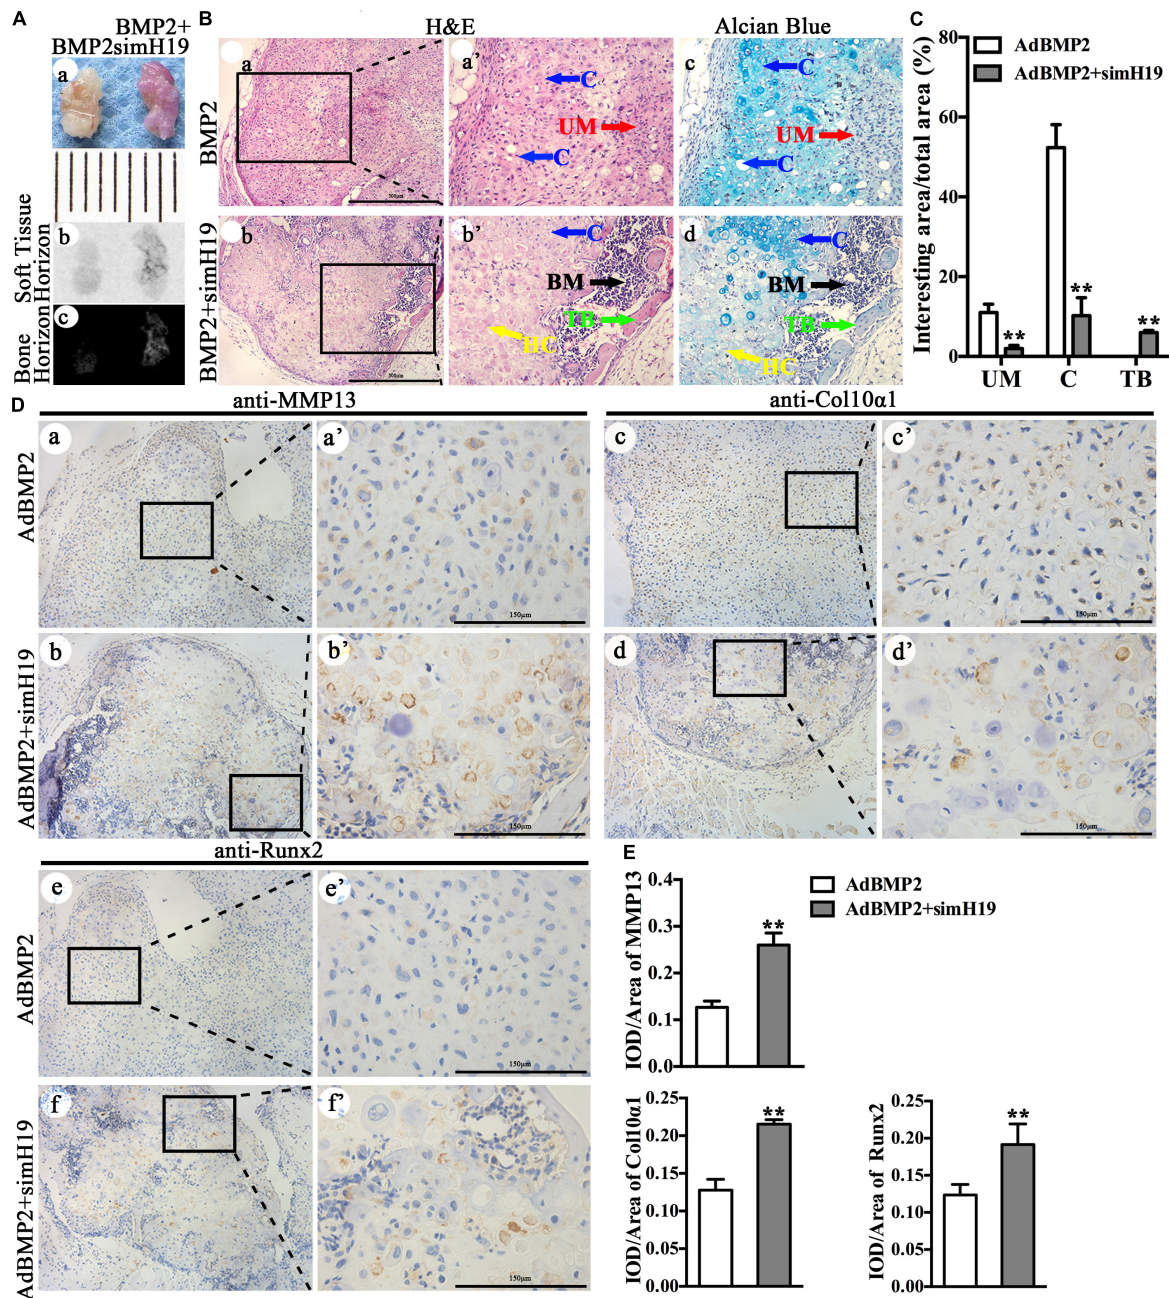 A
BMP2+
BMP2simH19
a
Soft Tissue
Horizon
b
Bone
Horizon
c
B
H&E
Alcian Blue
BMP2
a
500μm
a'
C
UM
C
c
C
UM
C
BMP2+simH19
b
500μm
b'
C
BM
TB
HC
d
C
BM
TB
HC
C
Interesting area/total area (%)
80
60
40
20
0
AdBMP2
AdBMP2+simH19
**
**
**
UM
C
TB
D
anti-MMP13
anti-Col10α1
AdBMP2
a
a'
150μm
c
c'
150μm
AdBMP2+simH19
b
b'
150μm
d
d'
150μm
anti-Runx2
AdBMP2
e
e'
150μm
AdBMP2+simH19
f
f'
150μm
E
AdBMP2
AdBMP2+simH19
IOD/Area of MMP13
0.4
0.3
0.2
0.1
0.0
**
IOD/Area of Col10α1
0.25
0.20
0.15
0.10
0.05
0.00
**
IOD/Area of Runx2
0.25
0.20
0.15
0.10
0.05
0.00
**